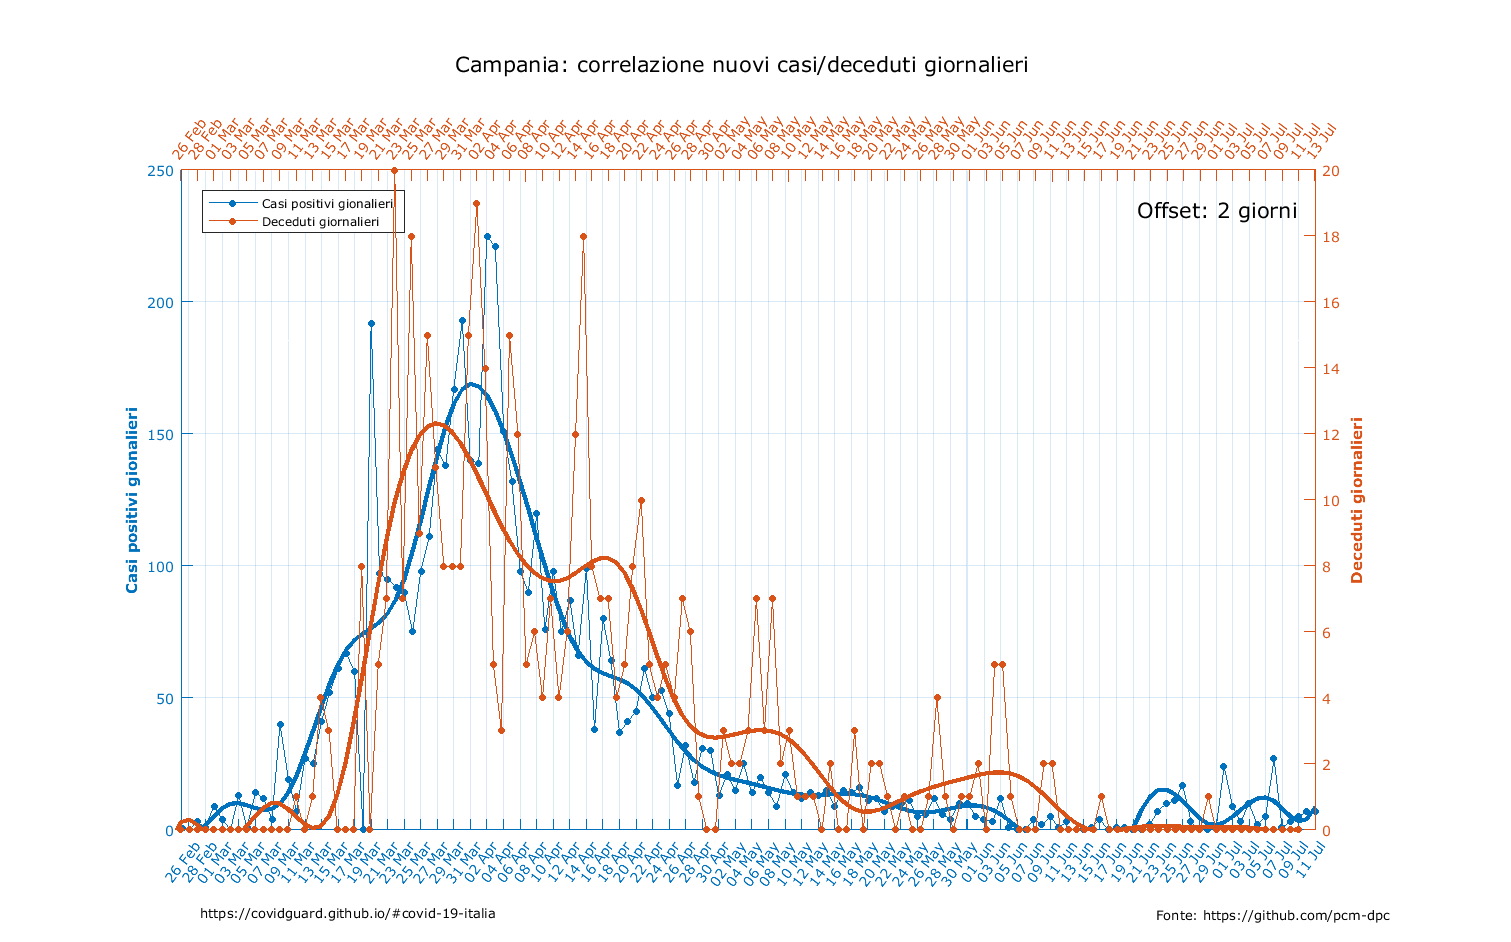 Campania: correlazione nuovi casi/deceduti giornalieri
26 Feb
28 Feb
01 Mar
03 Mar
05 Mar
07 Mar
09 Mar
11 Mar
13 Mar
15 Mar
17 Mar
19 Mar
21 Mar
23 Mar
25 Mar
27 Mar
29 Mar
31 Mar
02 Apr
04 Apr
06 Apr
08 Apr
10 Apr
12 Apr
14 Apr
16 Apr
18 Apr
20 Apr
22 Apr
24 Apr
26 Apr
28 Apr
30 Apr
02 May
04 May
06 May
08 May
10 May
12 May
14 May
16 May
18 May
20 May
22 May
24 May
26 May
28 May
30 May
01 Jun
03 Jun
05 Jun
07 Jun
09 Jun
11 Jun
13 Jun
15 Jun
17 Jun
19 Jun
21 Jun
23 Jun
25 Jun
27 Jun
29 Jun
01 Jul
03 Jul
05 Jul
07 Jul
09 Jul
11 Jul
13 Jul
Casi positivi gionalieri
Deceduti giornalieri
Offset: 2 giorni
250
200
150
100
50
0
Casi positivi gionalieri
20
18
16
14
12
10
8
6
4
2
0
Deceduti giornalieri
26 Feb
28 Feb
01 Mar
03 Mar
05 Mar
07 Mar
09 Mar
11 Mar
13 Mar
15 Mar
17 Mar
19 Mar
21 Mar
23 Mar
25 Mar
27 Mar
29 Mar
31 Mar
02 Apr
04 Apr
06 Apr
08 Apr
10 Apr
12 Apr
14 Apr
16 Apr
18 Apr
20 Apr
22 Apr
24 Apr
26 Apr
28 Apr
30 Apr
02 May
04 May
06 May
08 May
10 May
12 May
14 May
16 May
18 May
20 May
22 May
24 May
26 May
28 May
30 May
01 Jun
03 Jun
05 Jun
07 Jun
09 Jun
11 Jun
13 Jun
15 Jun
17 Jun
19 Jun
21 Jun
23 Jun
25 Jun
27 Jun
29 Jun
01 Jul
03 Jul
05 Jul
07 Jul
09 Jul
11 Jul
https://covidguard.github.io/#covid-19-italia
Fonte: https://github.com/pcm-dpc